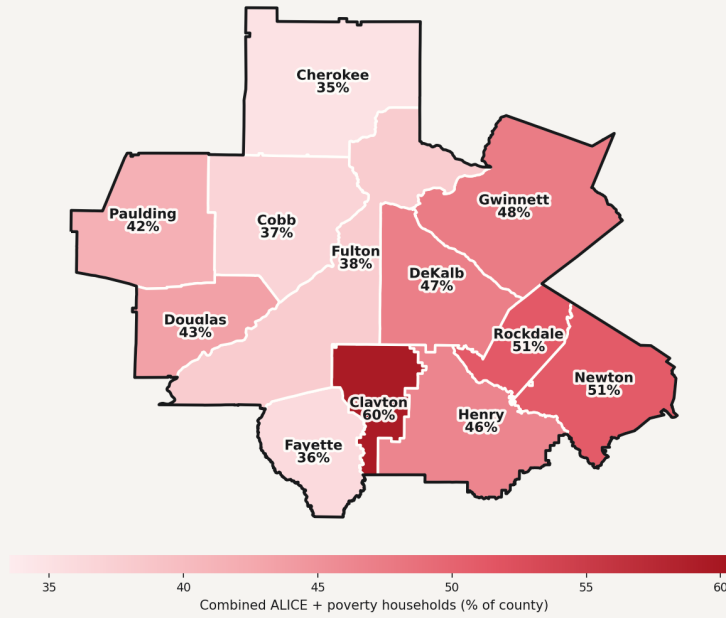 Cherokee
35%
Paulding
42%
Cobb
37%
Gwinnett
48%
Fulton
38%
DeKalb
47%
Douglas
43%
Rockdale
51%
Newton
51%
Clayton
60%
Henry
46%
Fayette
36%
35 40 45 50 55 60
Combined ALICE + poverty households (% of county)